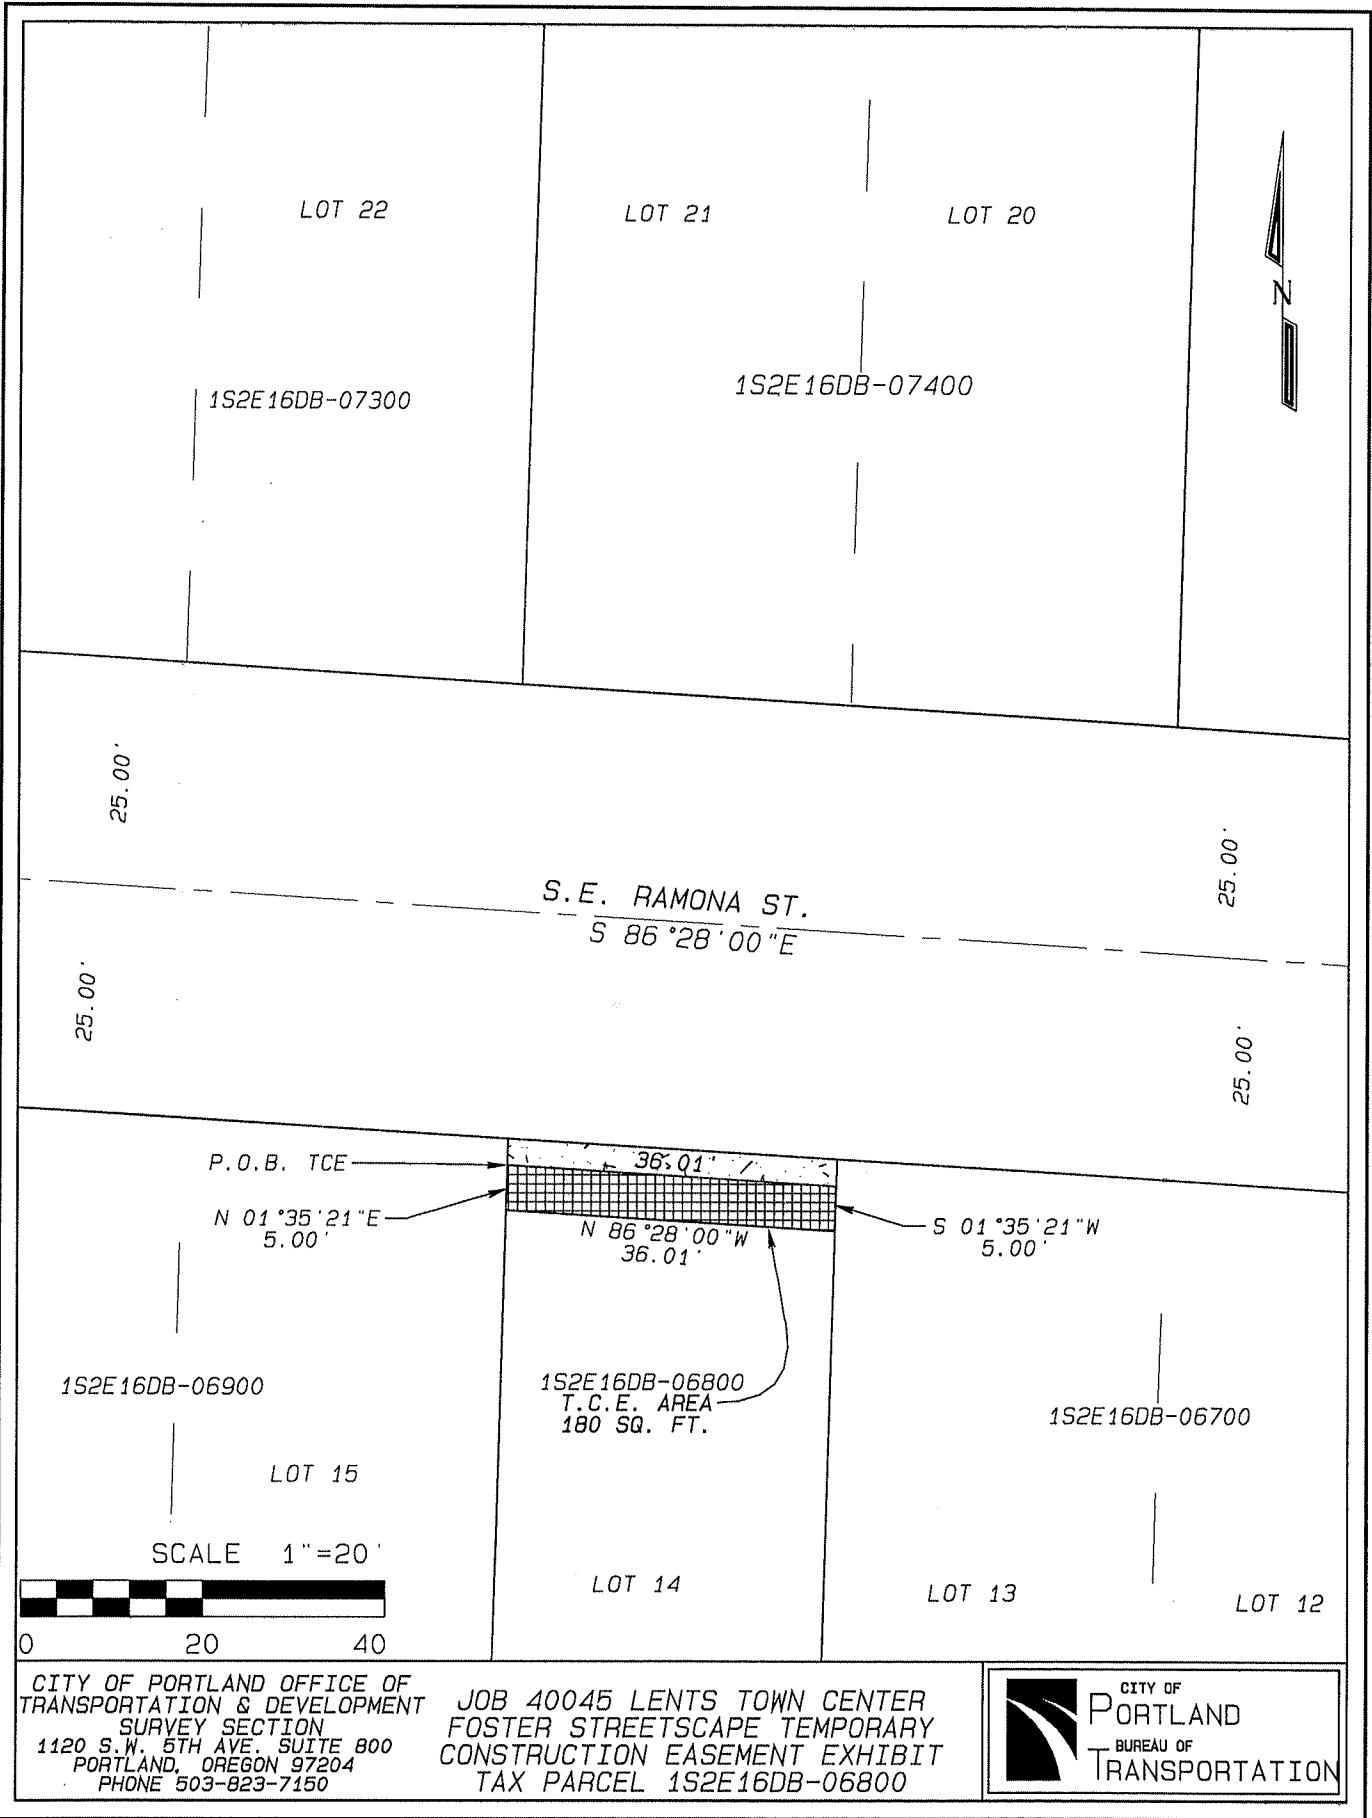 LOT 22
LOT 21
LOT 20
N
1S2E16DB-07300
1S2E16DB-07400
25.00'
25.00'
S.E. RAMONA ST.
S 86°28'00"E
25.00'
25.00'
P.O.B. TCE
36.01'
N 01°35'21"E
5.00'
N 86°28'00"W
36.01'
S 01°35'21"W
5.00'
1S2E16DB-06900
1S2E16DB-06800
T.C.E. AREA
180 SQ. FT.
1S2E16DB-06700
LOT 15
SCALE 1"=20'
LOT 14
LOT 13
LOT 12
0 20 40
CITY OF PORTLAND OFFICE OF
TRANSPORTATION & DEVELOPMENT
SURVEY SECTION
1120 S.W. 5TH AVE. SUITE 800
PORTLAND, OREGON 97204
PHONE 503-823-7150
JOB 40045 LENTS TOWN CENTER
FOSTER STREETSCAPE TEMPORARY
CONSTRUCTION EASEMENT EXHIBIT
TAX PARCEL 1S2E16DB-06800
CITY OF
PORTLAND
BUREAU OF
TRANSPORTATION